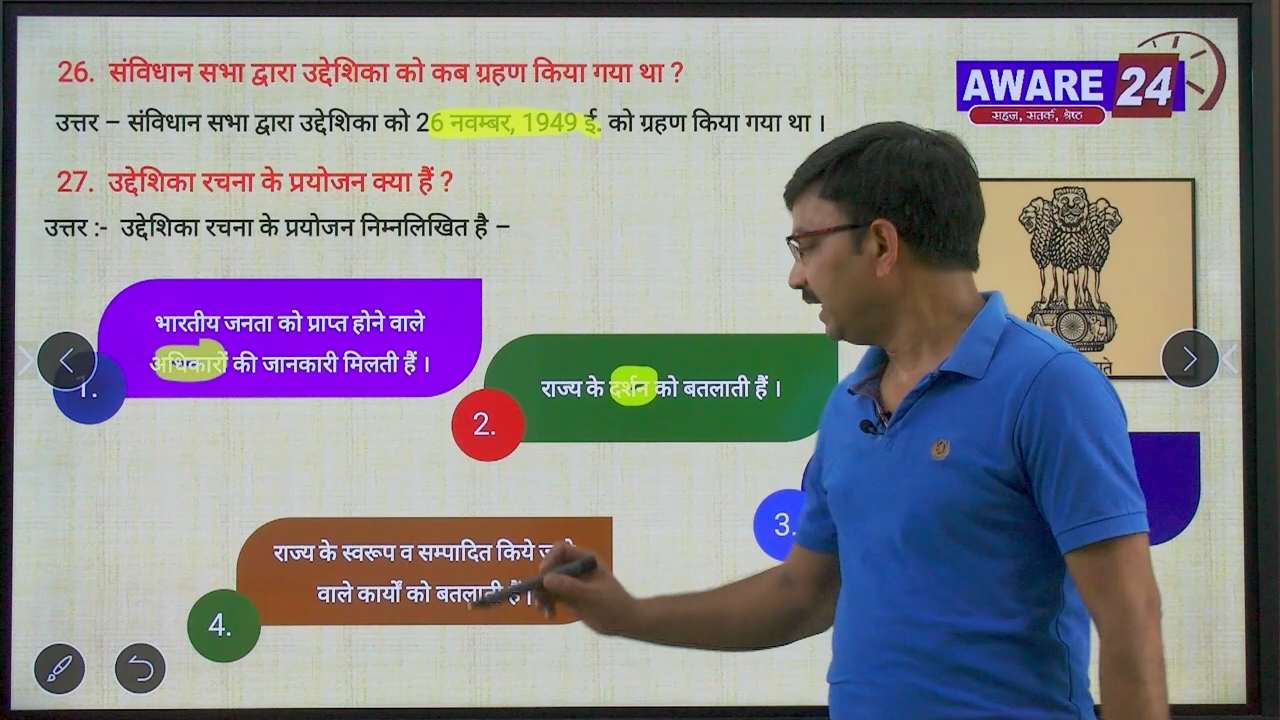 26. संविधान सभा द्वारा उद्देशिका को कब ग्रहण किया गया था ?
उत्तर – संविधान सभा द्वारा उद्देशिका को 26 नवम्बर, 1949 ई. को ग्रहण किया गया था ।
AWARE 24
सहज, सतर्क, श्रेष्ठ
27. उद्देशिका रचना के प्रयोजन क्या हैं ?
उत्तर :- उद्देशिका रचना के प्रयोजन निम्नलिखित है –
भारतीय जनता को प्राप्त होने वाले
अधिकारों की जानकारी मिलती हैं ।
1.
राज्य के दर्शन को बतलाती हैं ।
2.
3.
राज्य के स्वरूप व सम्पादित किये
वाले कार्यों को बतलाती हैं|
4.